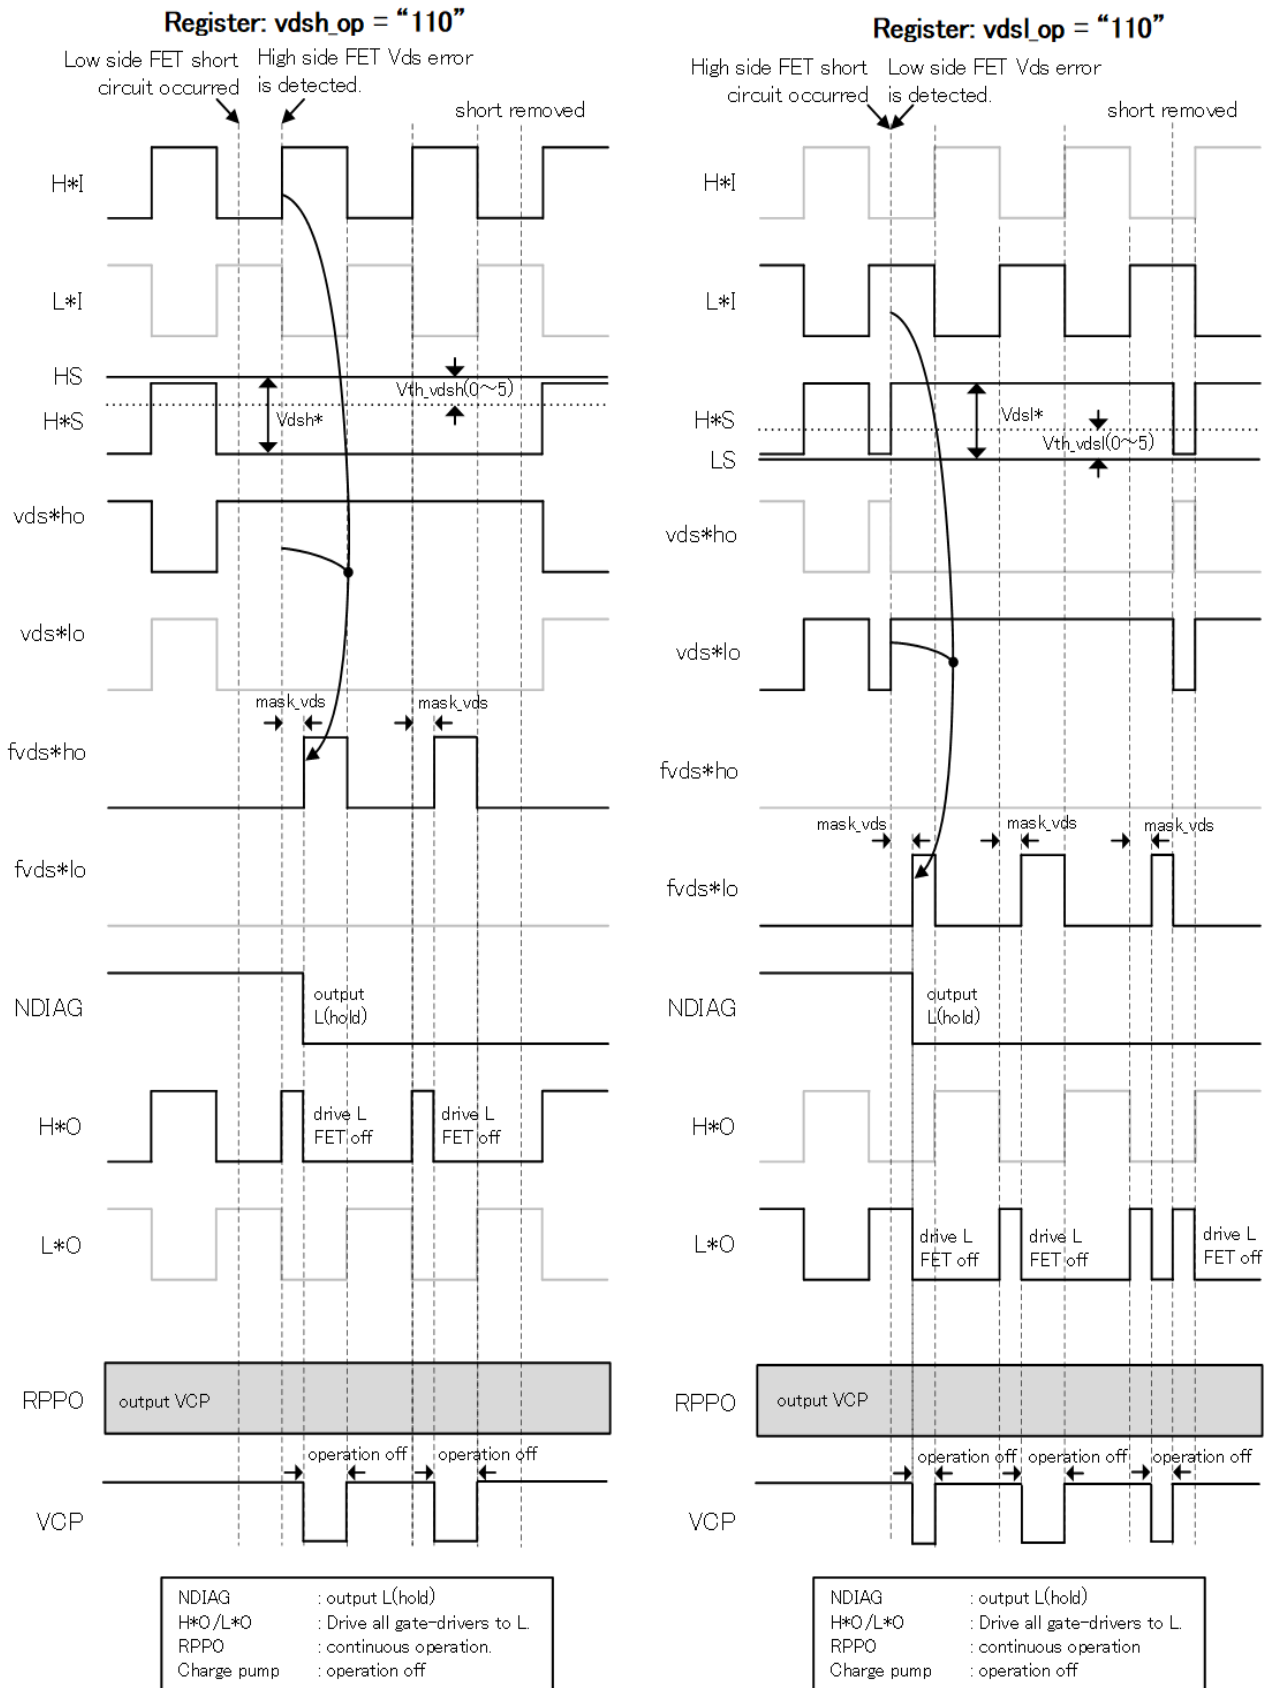 Register: vdsh_op = “110”
Low side FET short
circuit occurred
High side FET Vds error
is detected.
short removed
H*I
L*I
HS
Vth_vdsh(0～5)
H*S
Vdsh*
vds*ho
vds*lo
mask_vds
mask_vds
fvds*ho
fvds*lo
NDIAG
output
L(hold)
H*O
drive L
FET off
drive L
FET off
L*O
RPPO
output VCP
operation off
operation off
VCP
NDIAG : output L(hold)
H*O/L*O : Drive all gate-drivers to L.
RPPO : continuous operation.
Charge pump : operation off
Register: vdsl_op = “110”
High side FET short
circuit occurred
Low side FET Vds error
is detected.
short removed
H*I
L*I
H*S
Vdsl*
Vth_vdsl(0～5)
LS
vds*ho
vds*lo
fvds*ho
mask_vds
mask_vds
mask_vds
fvds*lo
NDIAG
output
L(hold)
H*O
L*O
drive L
FET off
drive L
FET off
drive L
FET off
RPPO
output VCP
operation off
operation off
operation off
VCP
NDIAG : output L(hold)
H*O/L*O : Drive all gate-drivers to L.
RPPO : continuous operation
Charge pump : operation off